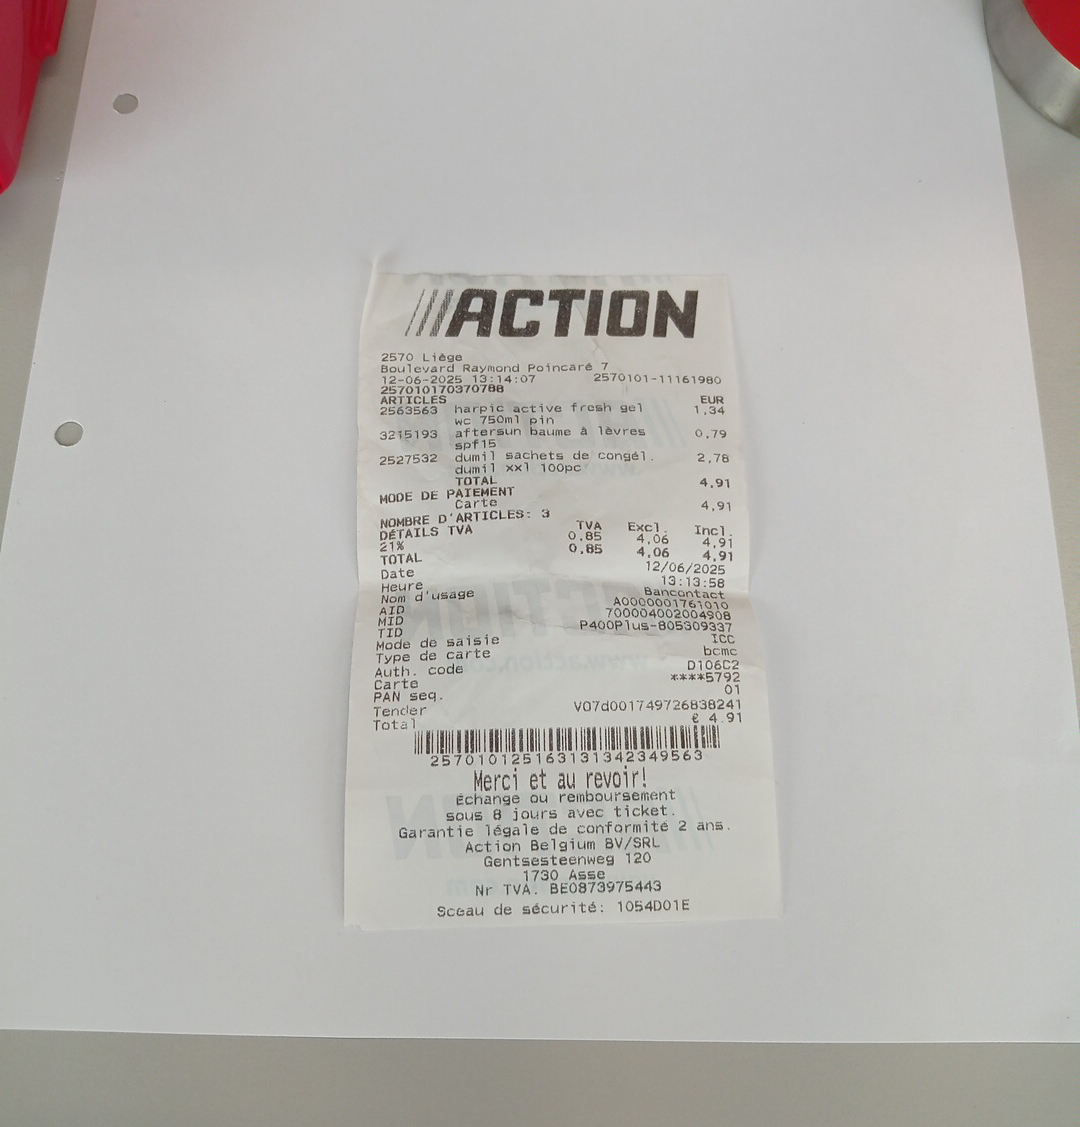 ///ACTION
2570 Liège
Boulevard Raymond Poincaré 7
12-06-2025 13:14:07 2570101-11161980
257010170370788
ARTICLES EUR
2563563 harpic active fresh gel 1,34
wc 750ml pin
3215193 aftersun baume à lèvres 0,79
spf15
2527532 dumil sachets de congél. 2,78
dumil xxl 100pc
TOTAL 4,91
MODE DE PAIEMENT
Carte 4,91
NOMBRE D'ARTICLES: 3
DÉTAILS TVA TVA Excl. Incl.
21% 0,85 4,06 4,91
TOTAL 0,85 4,06 4,91
Date 12/06/2025
Heure 13:13:58
Nom d'usage Bancontact
AID A0000001761010
MID 700004002004908
TID P400Plus-805309337
Mode de saisie ICC
Type de carte bcmc
Auth. code D106C2
Carte ****5792
PAN seq. 01
Tender V07d001749726838241
Total € 4.91
2570101251631313423495​63
Merci et au revoir!
Échange ou remboursement
sous 8 jours avec ticket.
Garantie légale de conformité 2 ans.
Action Belgium BV/SRL
Gentsesteenweg 120
1730 Asse
Nr TVA: BE0873975443
Sceau de sécurité: 1054D01E